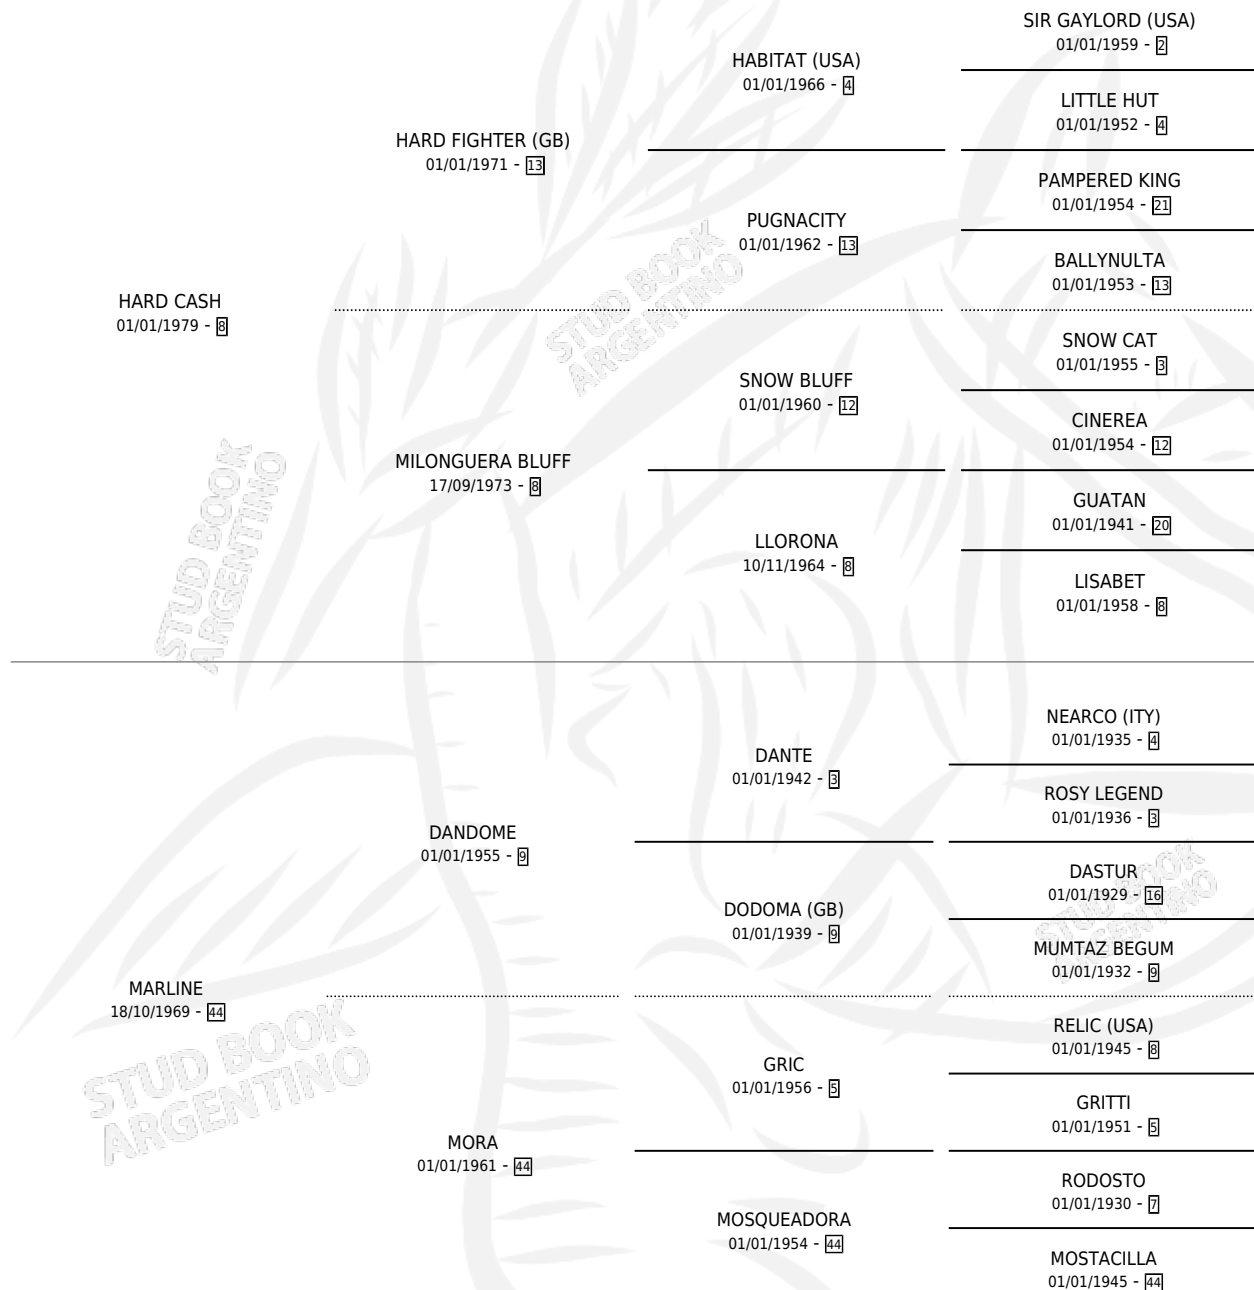 SIR GAYLORD (USA)
01/01/1959 - 2
HABITAT (USA)
01/01/1966 - 4
LITTLE HUT
01/01/1952 - 4
HARD FIGHTER (GB)
01/01/1971 - 13
PAMPERED KING
01/01/1954 - 21
PUGNACITY
01/01/1962 - 13
BALLYNULTA
01/01/1953 - 13
HARD CASH
01/01/1979 - 8
SNOW CAT
01/01/1955 - 3
SNOW BLUFF
01/01/1960 - 12
CINEREA
01/01/1954 - 12
MILONGUERA BLUFF
17/09/1973 - 8
GUATAN
01/01/1941 - 20
LLORONA
10/11/1964 - 8
LISABET
01/01/1958 - 8
NEARCO (ITY)
01/01/1935 - 4
DANTE
01/01/1942 - 3
ROSY LEGEND
01/01/1936 - 3
DANDOME
01/01/1955 - 9
DASTUR
01/01/1929 - 16
DODOMA (GB)
01/01/1939 - 9
MUMTAZ BEGUM
01/01/1932 - 9
MARLINE
18/10/1969 - 44
RELIC (USA)
01/01/1945 - 8
GRIC
01/01/1956 - 5
GRITTI
01/01/1951 - 5
MORA
01/01/1961 - 44
RODOSTO
01/01/1930 - 7
MOSQUEADORA
01/01/1954 - 44
MOSTACILLA
01/01/1945 - 44
STUD BOOK
ARGENTINO
STUD BOOK
ARGENTINO
STUD BOOK
ARGENTINO
STUD BOOK
ARGENTINO